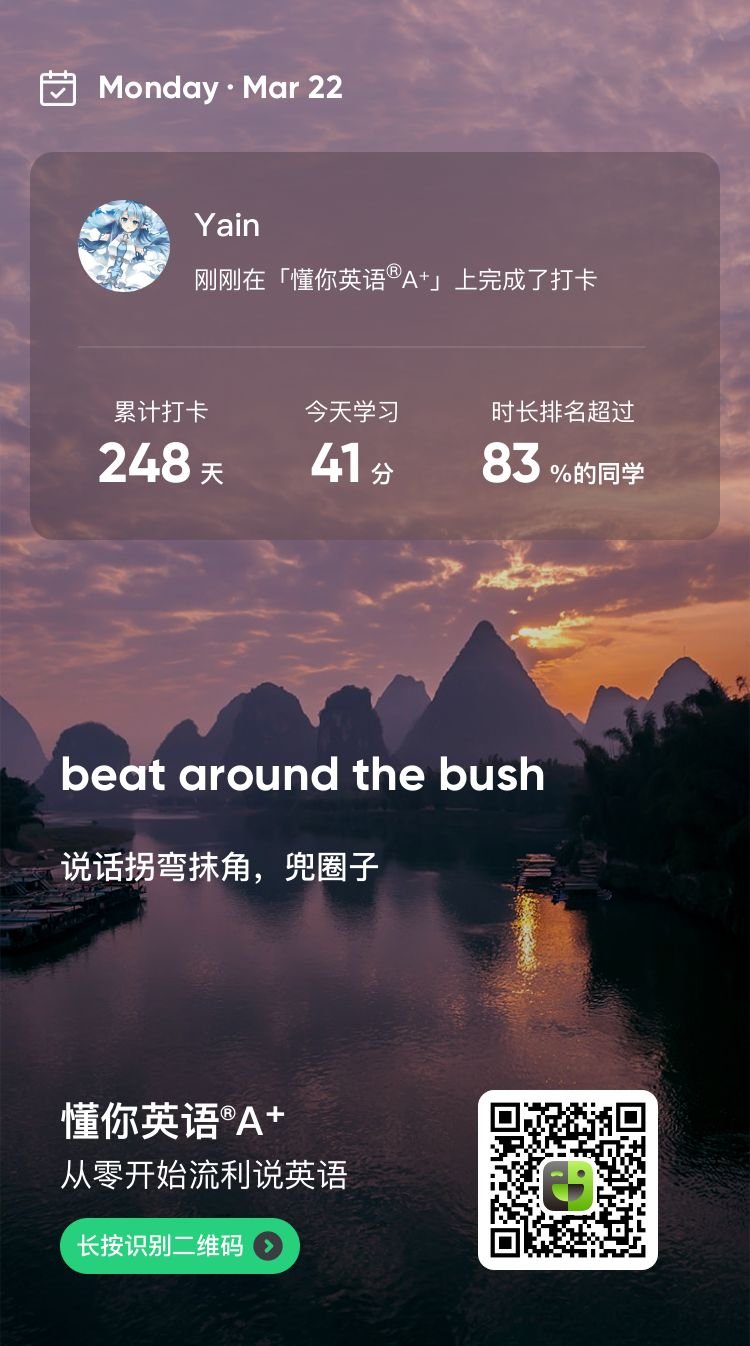 Monday · Mar 22
Yain
刚刚在「懂你英语®A⁺」上完成了打卡
累计打卡 今天学习 时长排名超过
248 天 41 分 83 %的同学
beat around the bush
说话拐弯抹角，兜圈子
懂你英语®A⁺
从零开始流利说英语
长按识别二维码